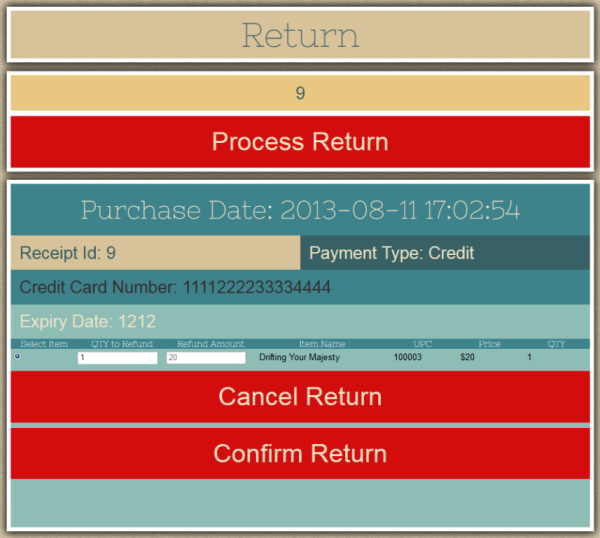 Return
9
Process Return
Purchase Date: 2013-08-11 17:02:54
Receipt Id: 9 Payment Type: Credit
Credit Card Number: 1111222233334444
Expiry Date: 1212
Select Item QTY to Refund Refund Amount Item Name UPC Price QTY
1 20 Drifting Your Majesty 100003 $20 1
Cancel Return
Confirm Return